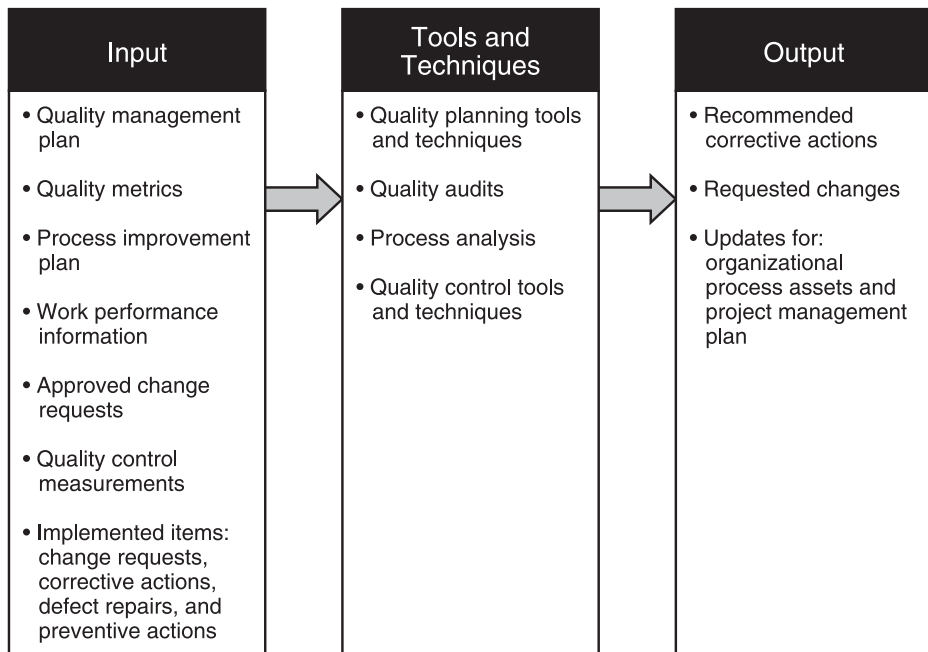 Input
• Quality management
plan
• Quality metrics
• Process improvement
plan
• Work performance
information
• Approved change
requests
• Quality control
measurements
• Implemented items:
change requests,
corrective actions,
defect repairs, and
preventive actions
Tools and
Techniques
• Quality planning tools
and techniques
• Quality audits
• Process analysis
• Quality control tools
and techniques
Output
• Recommended
corrective actions
• Requested changes
• Updates for:
organizational
process assets and
project management
plan